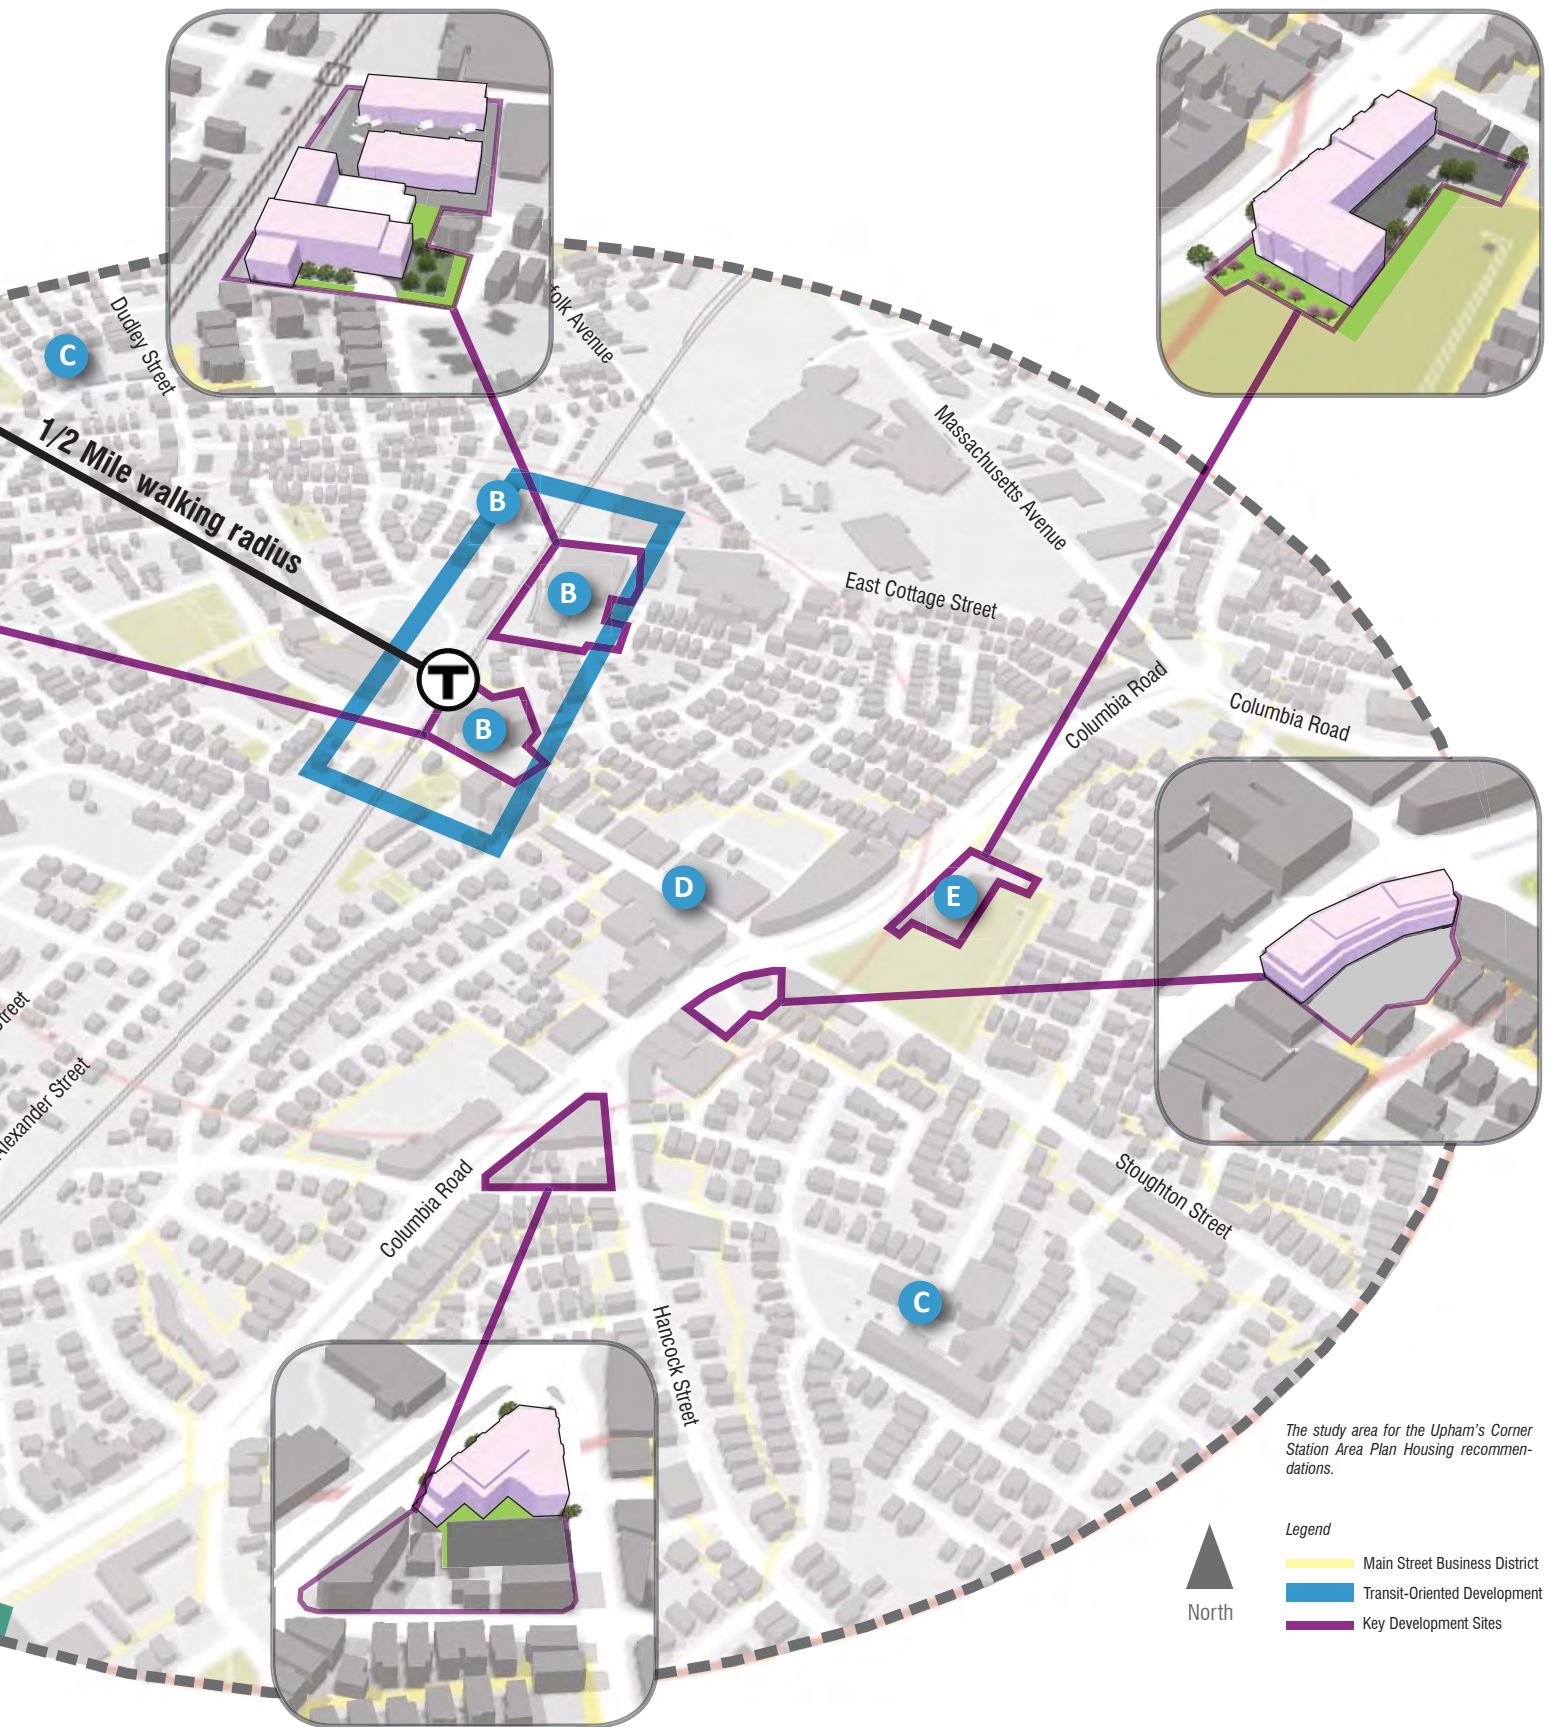 Dudley Street
folk Avenue
C
1/2 Mile walking radius
Massachusetts Avenue
B
B
East Cottage Street
T
B
Columbia Road
Columbia Road
D
E
Street
Alexander Street
Columbia Road
Stoughton Street
C
Hancock Street
The study area for the Upham's Corner
Station Area Plan Housing recommen-
dations.
Legend
Main Street Business District
Transit-Oriented Development
Key Development Sites
North